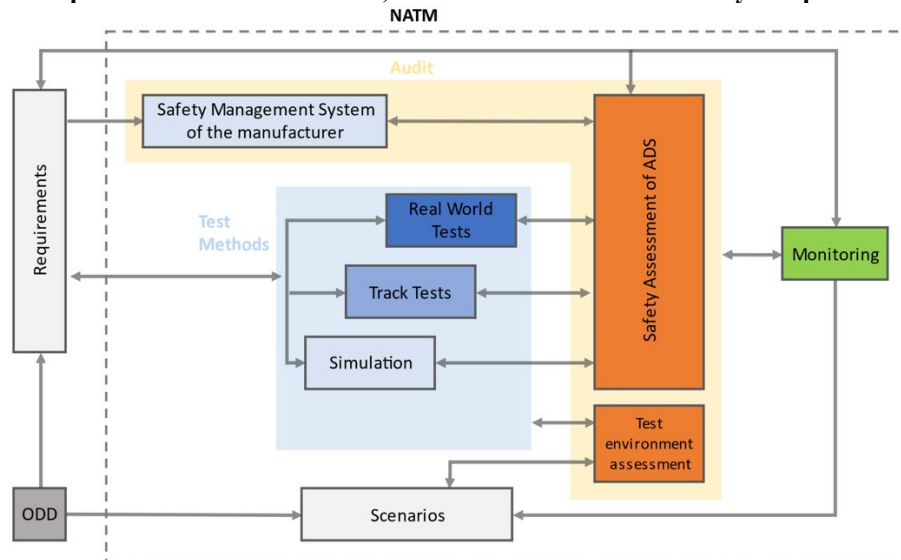 NATM
Audit
Safety Management System
of the manufacturer
Requirements
Safety Assessment of ADS
Test
Methods
Real World
Tests
Track Tests
Simulation
Monitoring
Test
environment
assessment
ODD
Scenarios